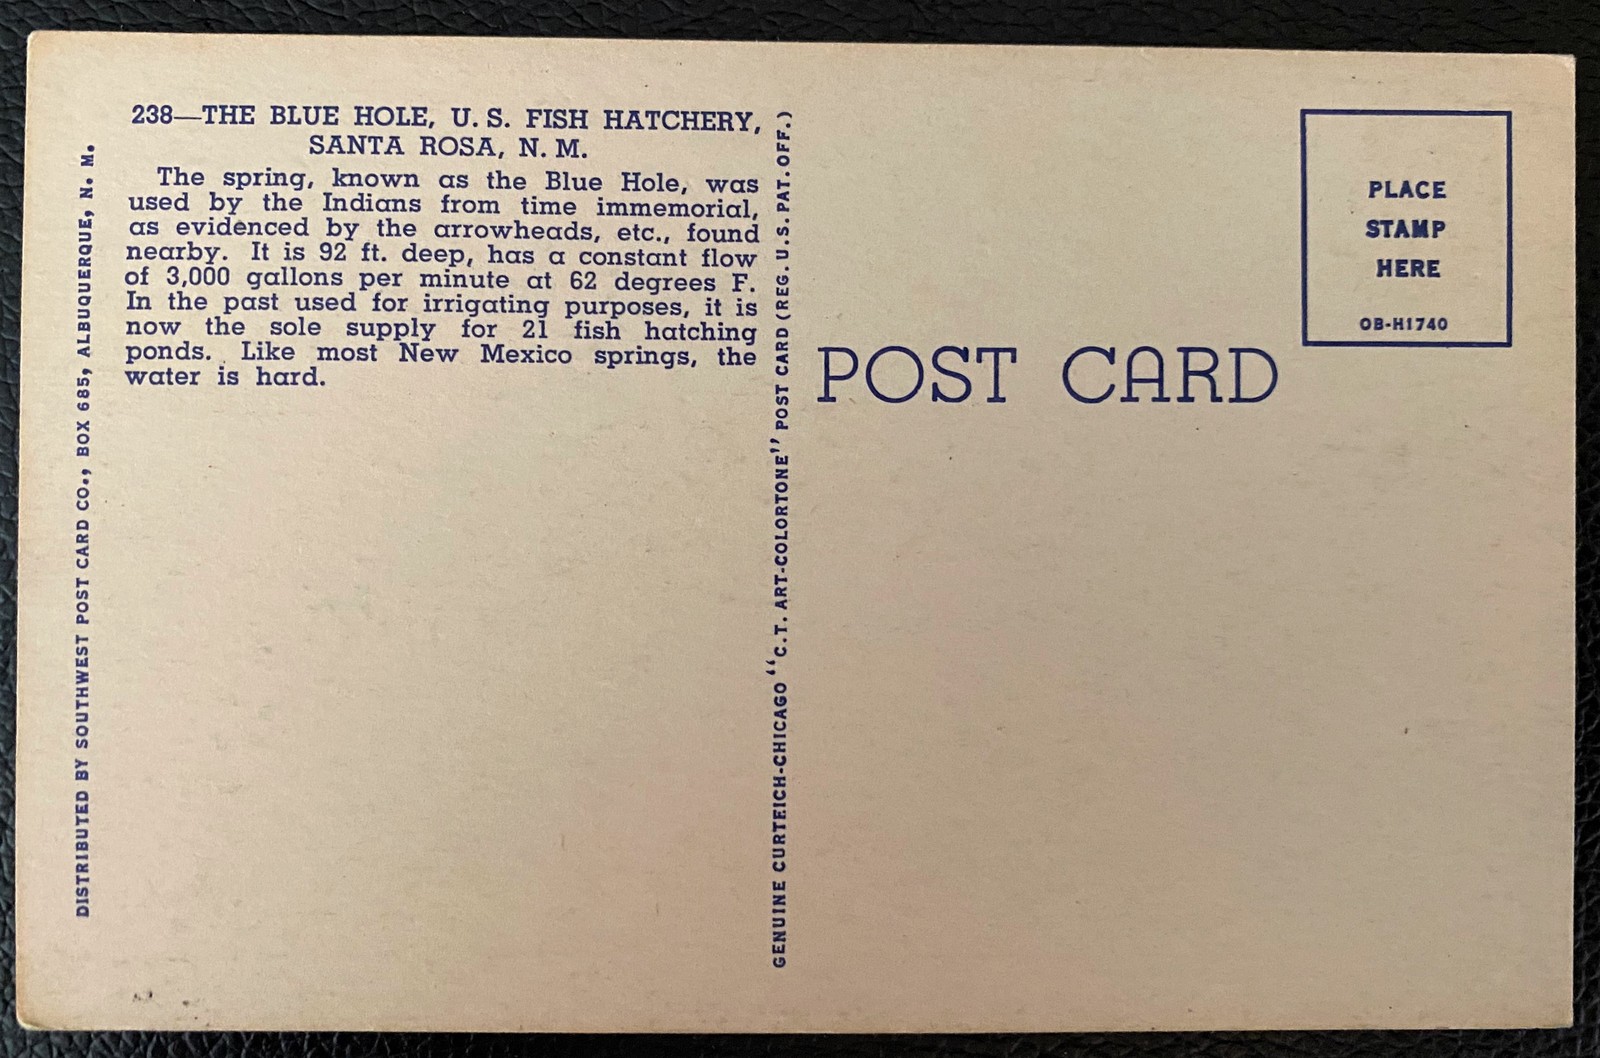 238—THE BLUE HOLE, U. S. FISH HATCHERY,
SANTA ROSA, N. M.
The spring, known as the Blue Hole, was
used by the Indians from time immemorial,
as evidenced by the arrowheads, etc., found
nearby. It is 92 ft. deep, has a constant flow
of 3,000 gallons per minute at 62 degrees F.
In the past used for irrigating purposes, it is
now the sole supply for 21 fish hatching
ponds. Like most New Mexico springs, the
water is hard.
DISTRIBUTED BY SOUTHWEST POST CARD CO., BOX 685, ALBUQUERQUE, N. M.
GENUINE CURTEICH-CHICAGO "C.T. ART-COLORTONE" POST CARD (REG. U.S. PAT. OFF.)
POST CARD
PLACE
STAMP
HERE
OB-H1740